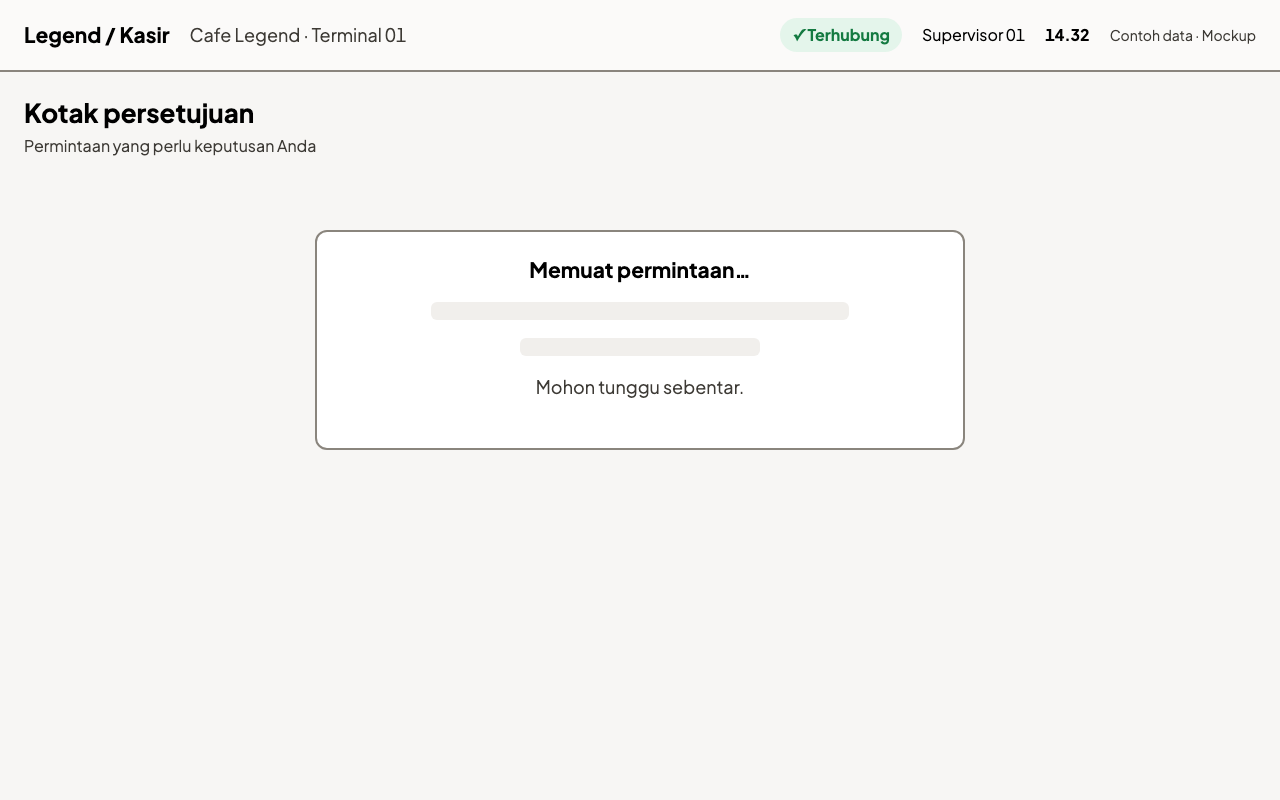 Legend / Kasir Cafe Legend · Terminal 01 ✓Terhubung Supervisor 01 14.32 Contoh data · Mockup
Kotak persetujuan
Permintaan yang perlu keputusan Anda
Memuat permintaan…
Mohon tunggu sebentar.